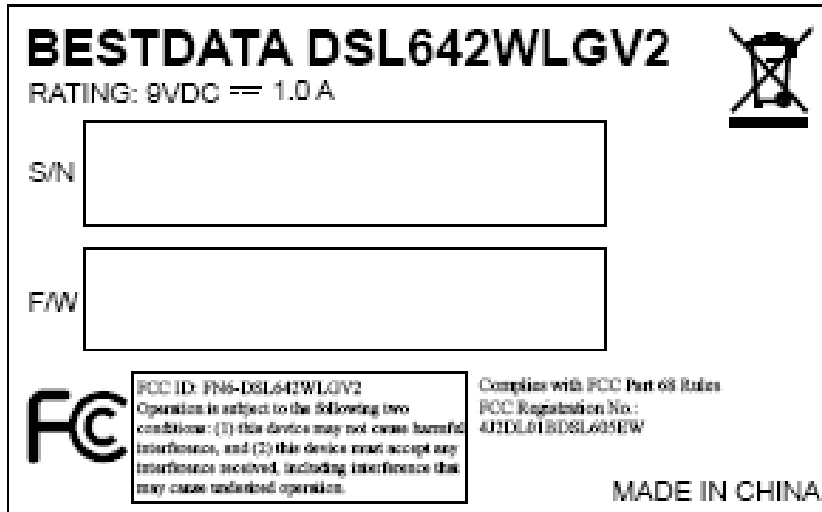 BESTDATA DSL642WLGV2
RATING: 9VDC ⎓ 1.0 A
S/N
F/W
FC
FCC ID: FN6-DSL642WLGV2
Operation is subject to the following two
conditions: (1) this device may not cause harmful
interference, and (2) this device must accept any
interference received, including interference that
may cause undesired operation.
Complies with FCC Part 68 Rules
FCC Registration No.:
4J2DL01BDSL605EW
MADE IN CHINA